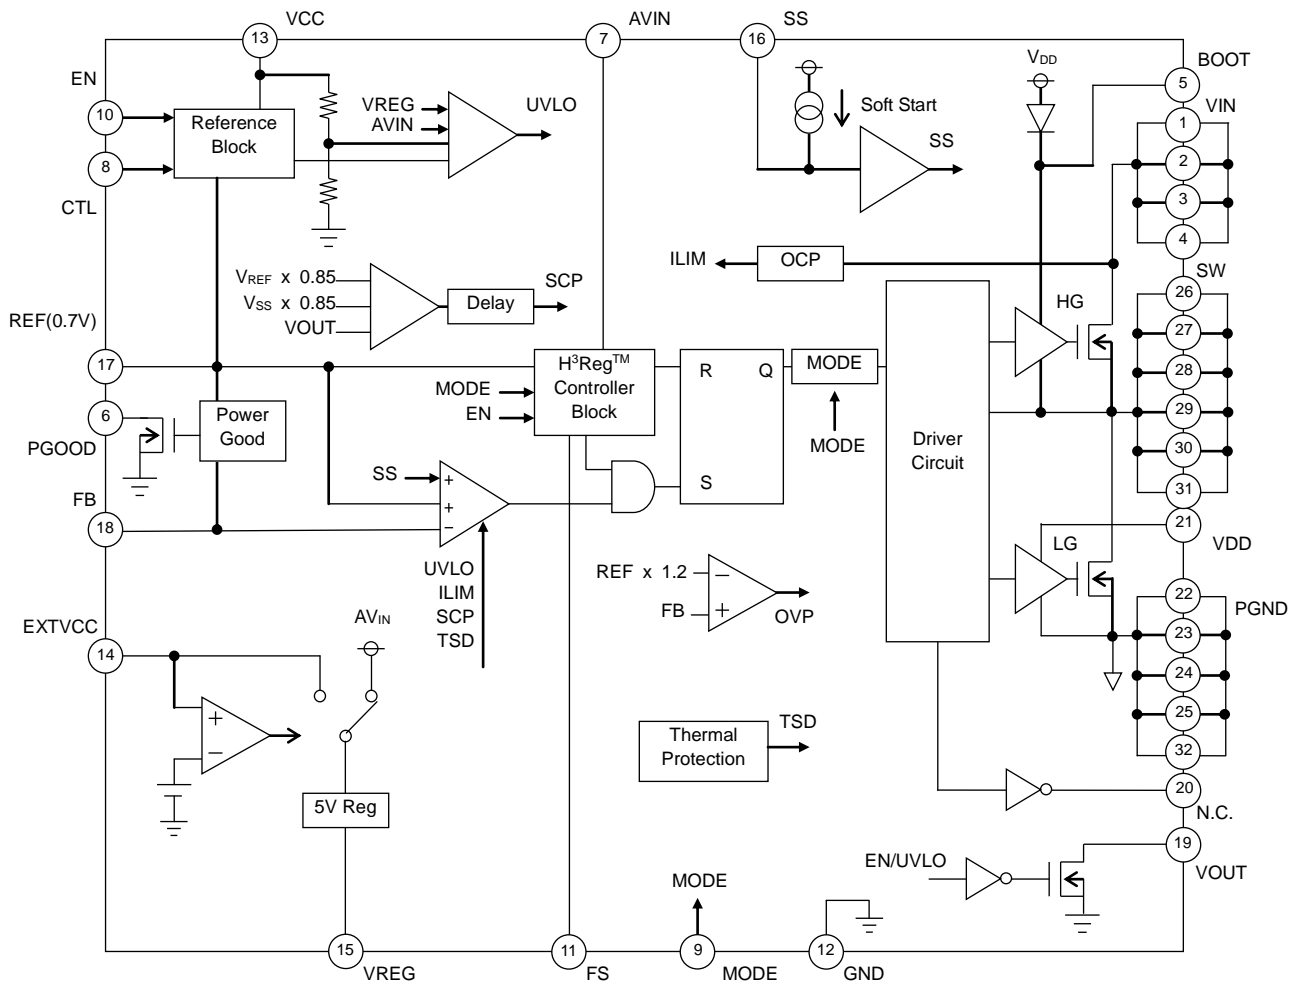 VCC
AVIN
SS
13
7
16
EN
VDD
BOOT
5
10
Reference
Block
VREG
AVIN
UVLO
Soft Start
VIN
1
8
SS
2
CTL
3
4
ILIM
OCP
SW
VREF x 0.85
VSS x 0.85
VOUT
Delay
SCP
26
HG
27
REF(0.7V)
17
H3RegTM
Controller
Block
R
Q
MODE
28
MODE
EN
6
Power
Good
PGOOD
MODE
Driver
Circuit
29
30
SS
+
+
−
S
31
FB
18
21
VDD
LG
UVLO
ILIM
SCP
TSD
REF x 1.2
−
FB
+
OVP
22
PGND
23
EXTVCC
14
AVIN
24
25
+
−
Thermal
Protection
TSD
32
5V Reg
20
N.C.
19
VOUT
EN/UVLO
MODE
15
VREG
11
FS
9
MODE
12
GND